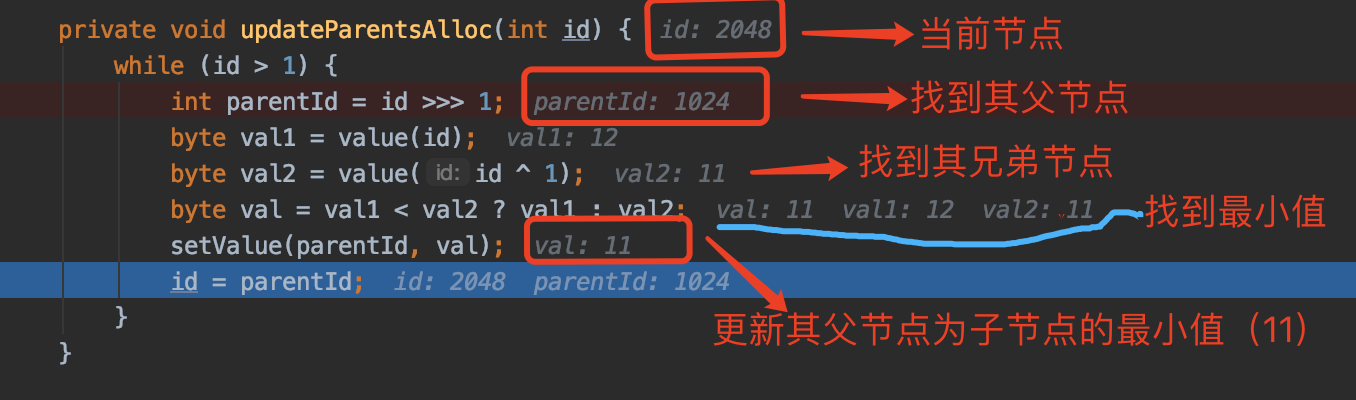 private void updateParentsAlloc(int id) { id: 2048 当前节点
while (id > 1) {
int parentId = id >>> 1; parentId: 1024 找到其父节点
byte val1 = value(id); val1: 12
byte val2 = value( id: id ^ 1); val2: 11 找到其兄弟节点
byte val = val1 < val2 ? val1 : val2; val: 11 val1: 12 val2: 11 找到最小值
setValue(parentId, val); val: 11
id = parentId; id: 2048 parentId: 1024
}
更新其父节点为子节点的最小值（11）
}